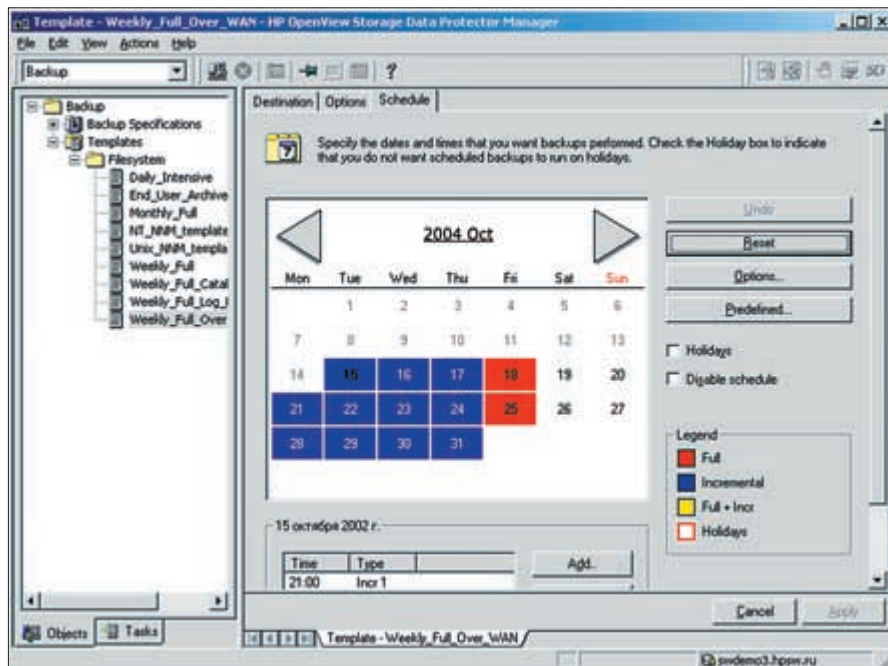 Template - Weekly_Full_Over_WAN - HP OpenView Storage Data Protector Manager
File Edit View Actions Help
Backup
Destination Options Schedule
Backup
Backup Specifications
Templates
Filesystem
Daily_Intensive
End_User_Archive
Monthly_Full
NT_NNM_template
Unix_NNM_templa
Weekly_Full
Weekly_Full_Catal
Weekly_Full_Log_
Weekly_Full_Over
Specify the dates and times that you want backups performed. Check the Holiday box to indicate
that you do not want scheduled backups to run on holidays.
2004 Oct
Mon Tue Wed Thu Fri Sat Sun
1 2 3 4 5 6
7 8 9 10 11 12 13
14 15 16 17 18 19 20
21 22 23 24 25 26 27
28 29 30 31
Undo
Reset
Options...
Predefined...
Holidays
Disable schedule
Legend
Full
Incremental
Full + Incr
Holidays
15 октября 2002 г.
Time Type
21:00 Incr 1
Add..
Cancel Apply
Objects Tasks
Template - Weekly_Full_Over_WAN
swdemo3.hpsw.ru